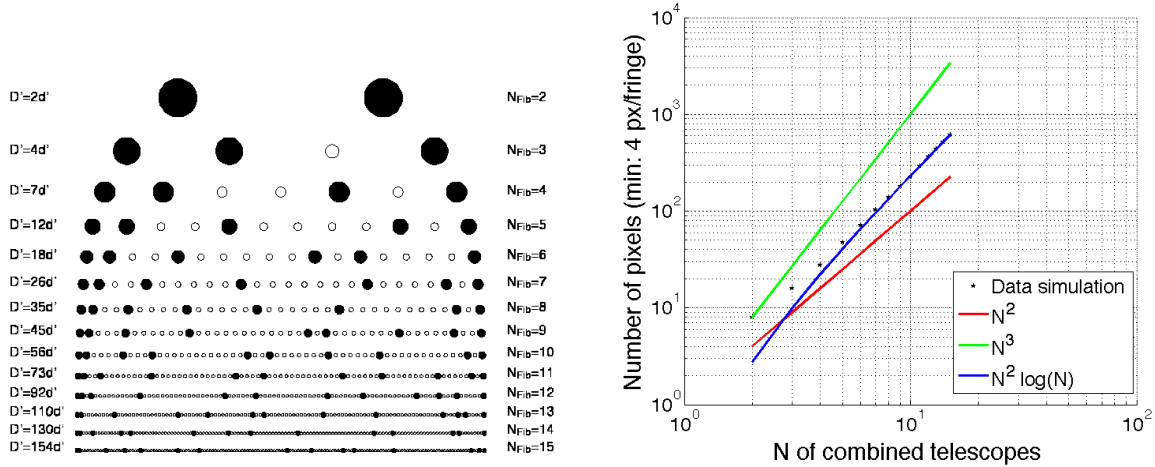 D'=2d' N_Fib=2
D'=4d' N_Fib=3
D'=7d' N_Fib=4
D'=12d' N_Fib=5
D'=18d' N_Fib=6
D'=26d' N_Fib=7
D'=35d' N_Fib=8
D'=45d' N_Fib=9
D'=56d' N_Fib=10
D'=73d' N_Fib=11
D'=92d' N_Fib=12
D'=110d' N_Fib=13
D'=130d' N_Fib=14
D'=154d' N_Fib=15
Number of pixels (min: 4 px/fringe)
10^4
10^3
10^2
10^1
10^0
Data simulation
N^2
N^3
N^2 log(N)
10^0 10^1 10^2
N of combined telescopes